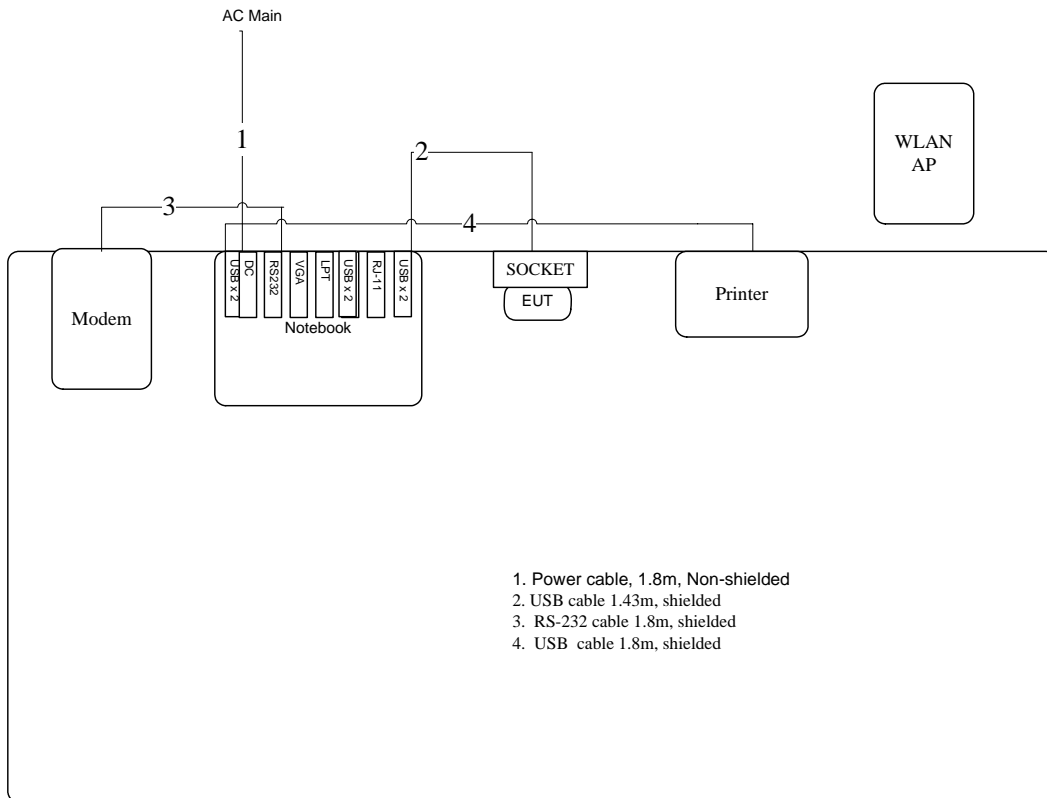 AC Main
1
2
WLAN
AP
3
4
USB x 2
DC
RS232
VGA
LPT
USB x 2
RJ-11
USB x 2
SOCKET
EUT
Modem
Printer
Notebook
1. Power cable, 1.8m, Non-shielded
2. USB cable 1.43m, shielded
3. RS-232 cable 1.8m, shielded
4. USB cable 1.8m, shielded